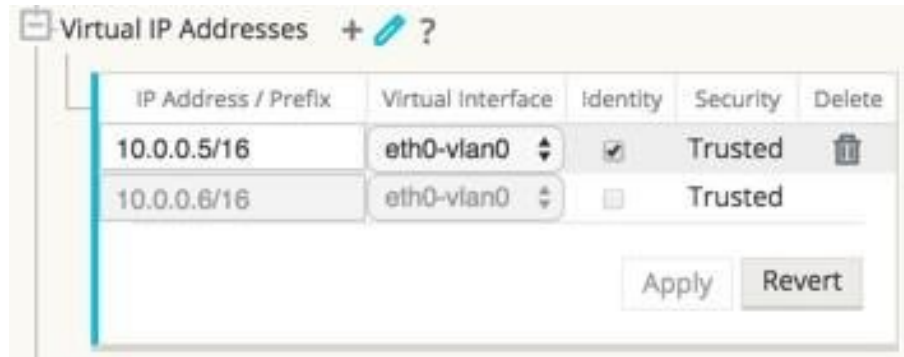 Virtual IP Addresses + ?
IP Address / Prefix Virtual Interface Identity Security Delete
10.0.0.5/16 eth0-vlan0 Trusted
10.0.0.6/16 eth0-vlan0 Trusted
Apply Revert